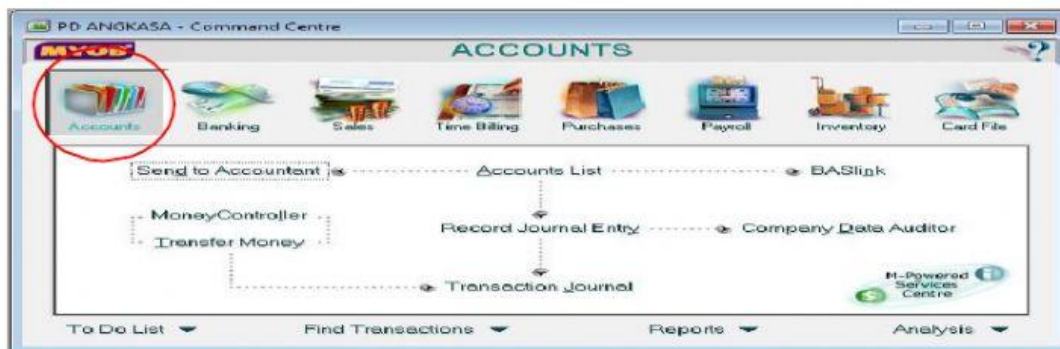 PD ANGKASA - Command Centre
MYOB ACCOUNTS
Accounts Banking Sales Time Billing Purchases Payroll Inventory Card File
Send to Accountant Accounts List BASlink
MoneyController
Record Journal Entry Company Data Auditor
Transfer Money
Transaction Journal
M-Powered
Services
Centre
To Do List Find Transactions Reports Analysis